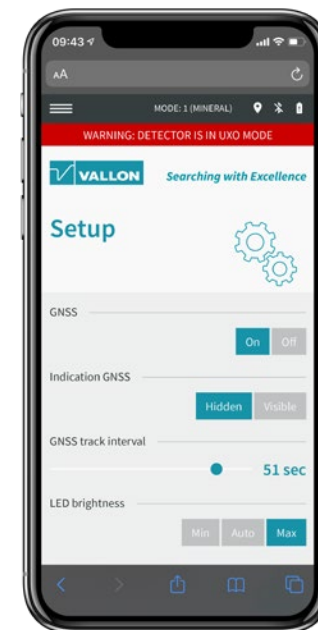 09:43
AA
MODE: 1 (MINERAL)
WARNING: DETECTOR IS IN UXO MODE
VALLON Searching with Excellence
Setup
GNSS
On Off
Indication GNSS
Hidden Visible
GNSS track interval
51 sec
LED brightness
Min Auto Max